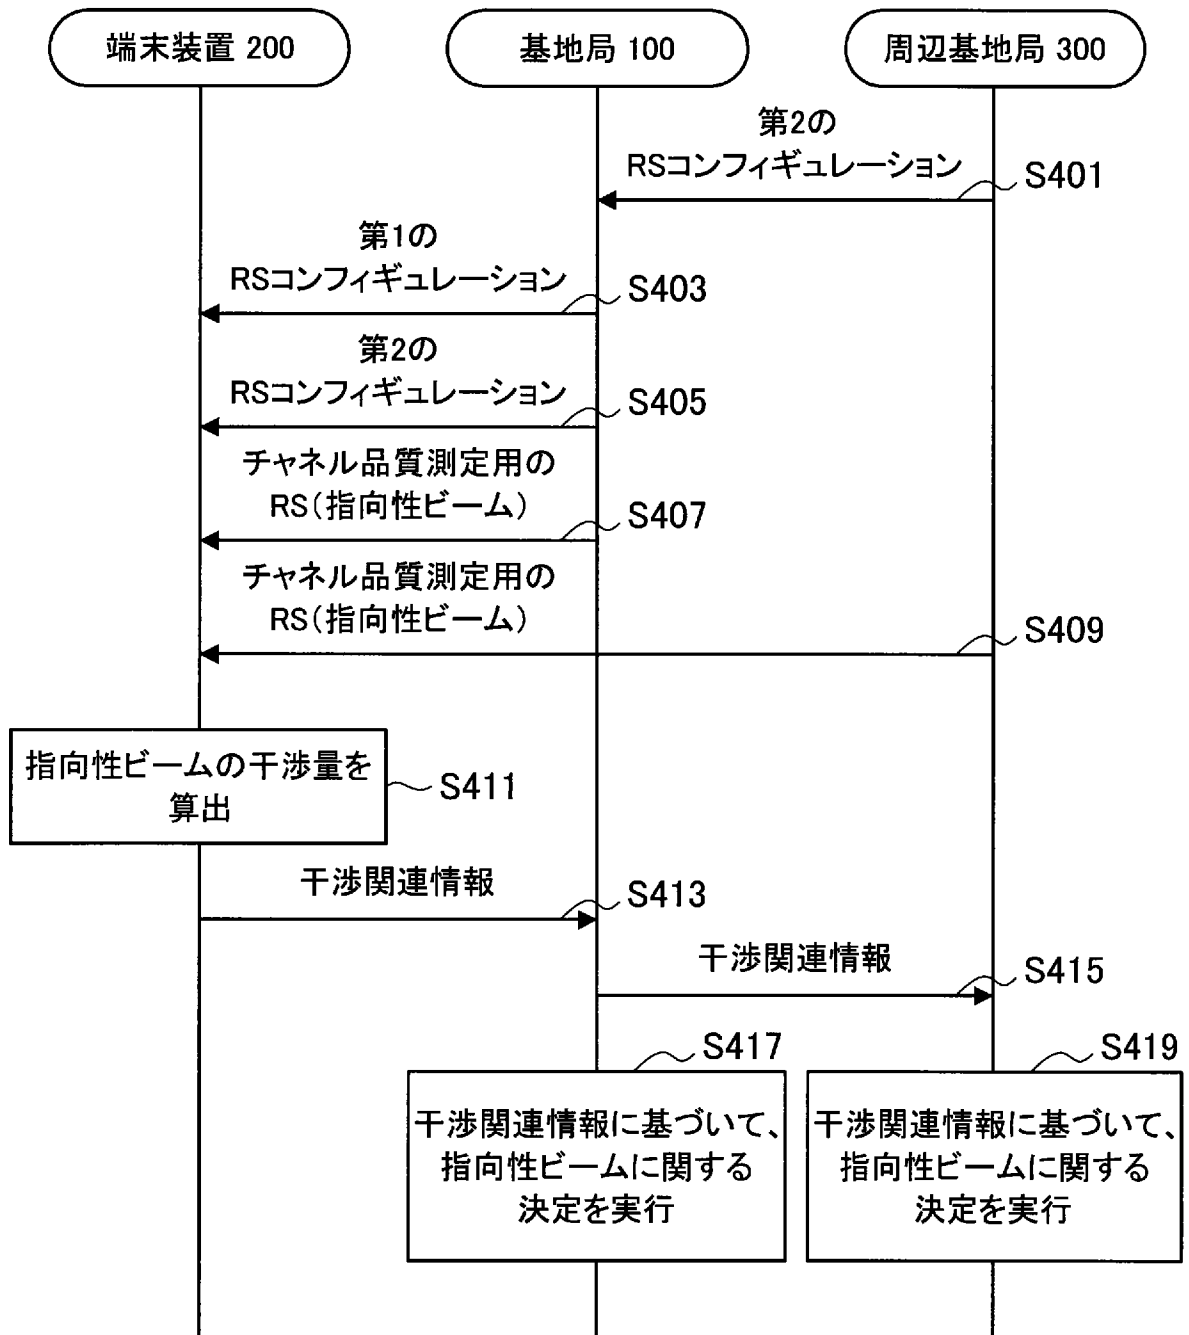 端末装置 200
基地局 100
周辺基地局 300
第2の
RSコンフィギュレーション
S401
第1の
RSコンフィギュレーション
S403
第2の
RSコンフィギュレーション
S405
チャネル品質測定用の
RS(指向性ビーム)
S407
チャネル品質測定用の
RS(指向性ビーム)
S409
指向性ビームの干渉量を
算出
S411
干渉関連情報
S413
干渉関連情報
S415
S417
干渉関連情報に基づいて、
指向性ビームに関する
決定を実行
S419
干渉関連情報に基づいて、
指向性ビームに関する
決定を実行